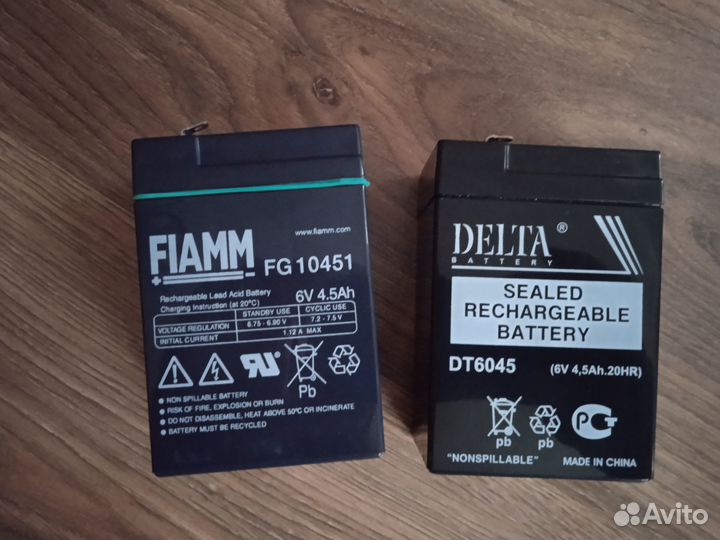 FIAMM
www.fiamm.com
FG 10451
6V 4.5Ah
Rechargeable Lead Acid Battery
Charging Instruction (at 20°C)
STANDBY USE CYCLIC USE
VOLTAGE REGULATION 6.75 - 6.90 V 7.2 - 7.5 V
INITIAL CURRENT 1.12 A MAX
Pb
NON SPILLABLE BATTERY
RISK OF FIRE, EXPLOSION OR BURN
DO NOT DISASSEMBLE, HEAT ABOVE 50°C OR INCINERATE
BATTERY MUST BE RECYCLED
DELTA ®
BATTERY
SEALED
RECHARGEABLE
BATTERY
DT6045 (6V 4,5Ah.20HR)
pb pb
"NONSPILLABLE" MADE IN CHINA
Avito